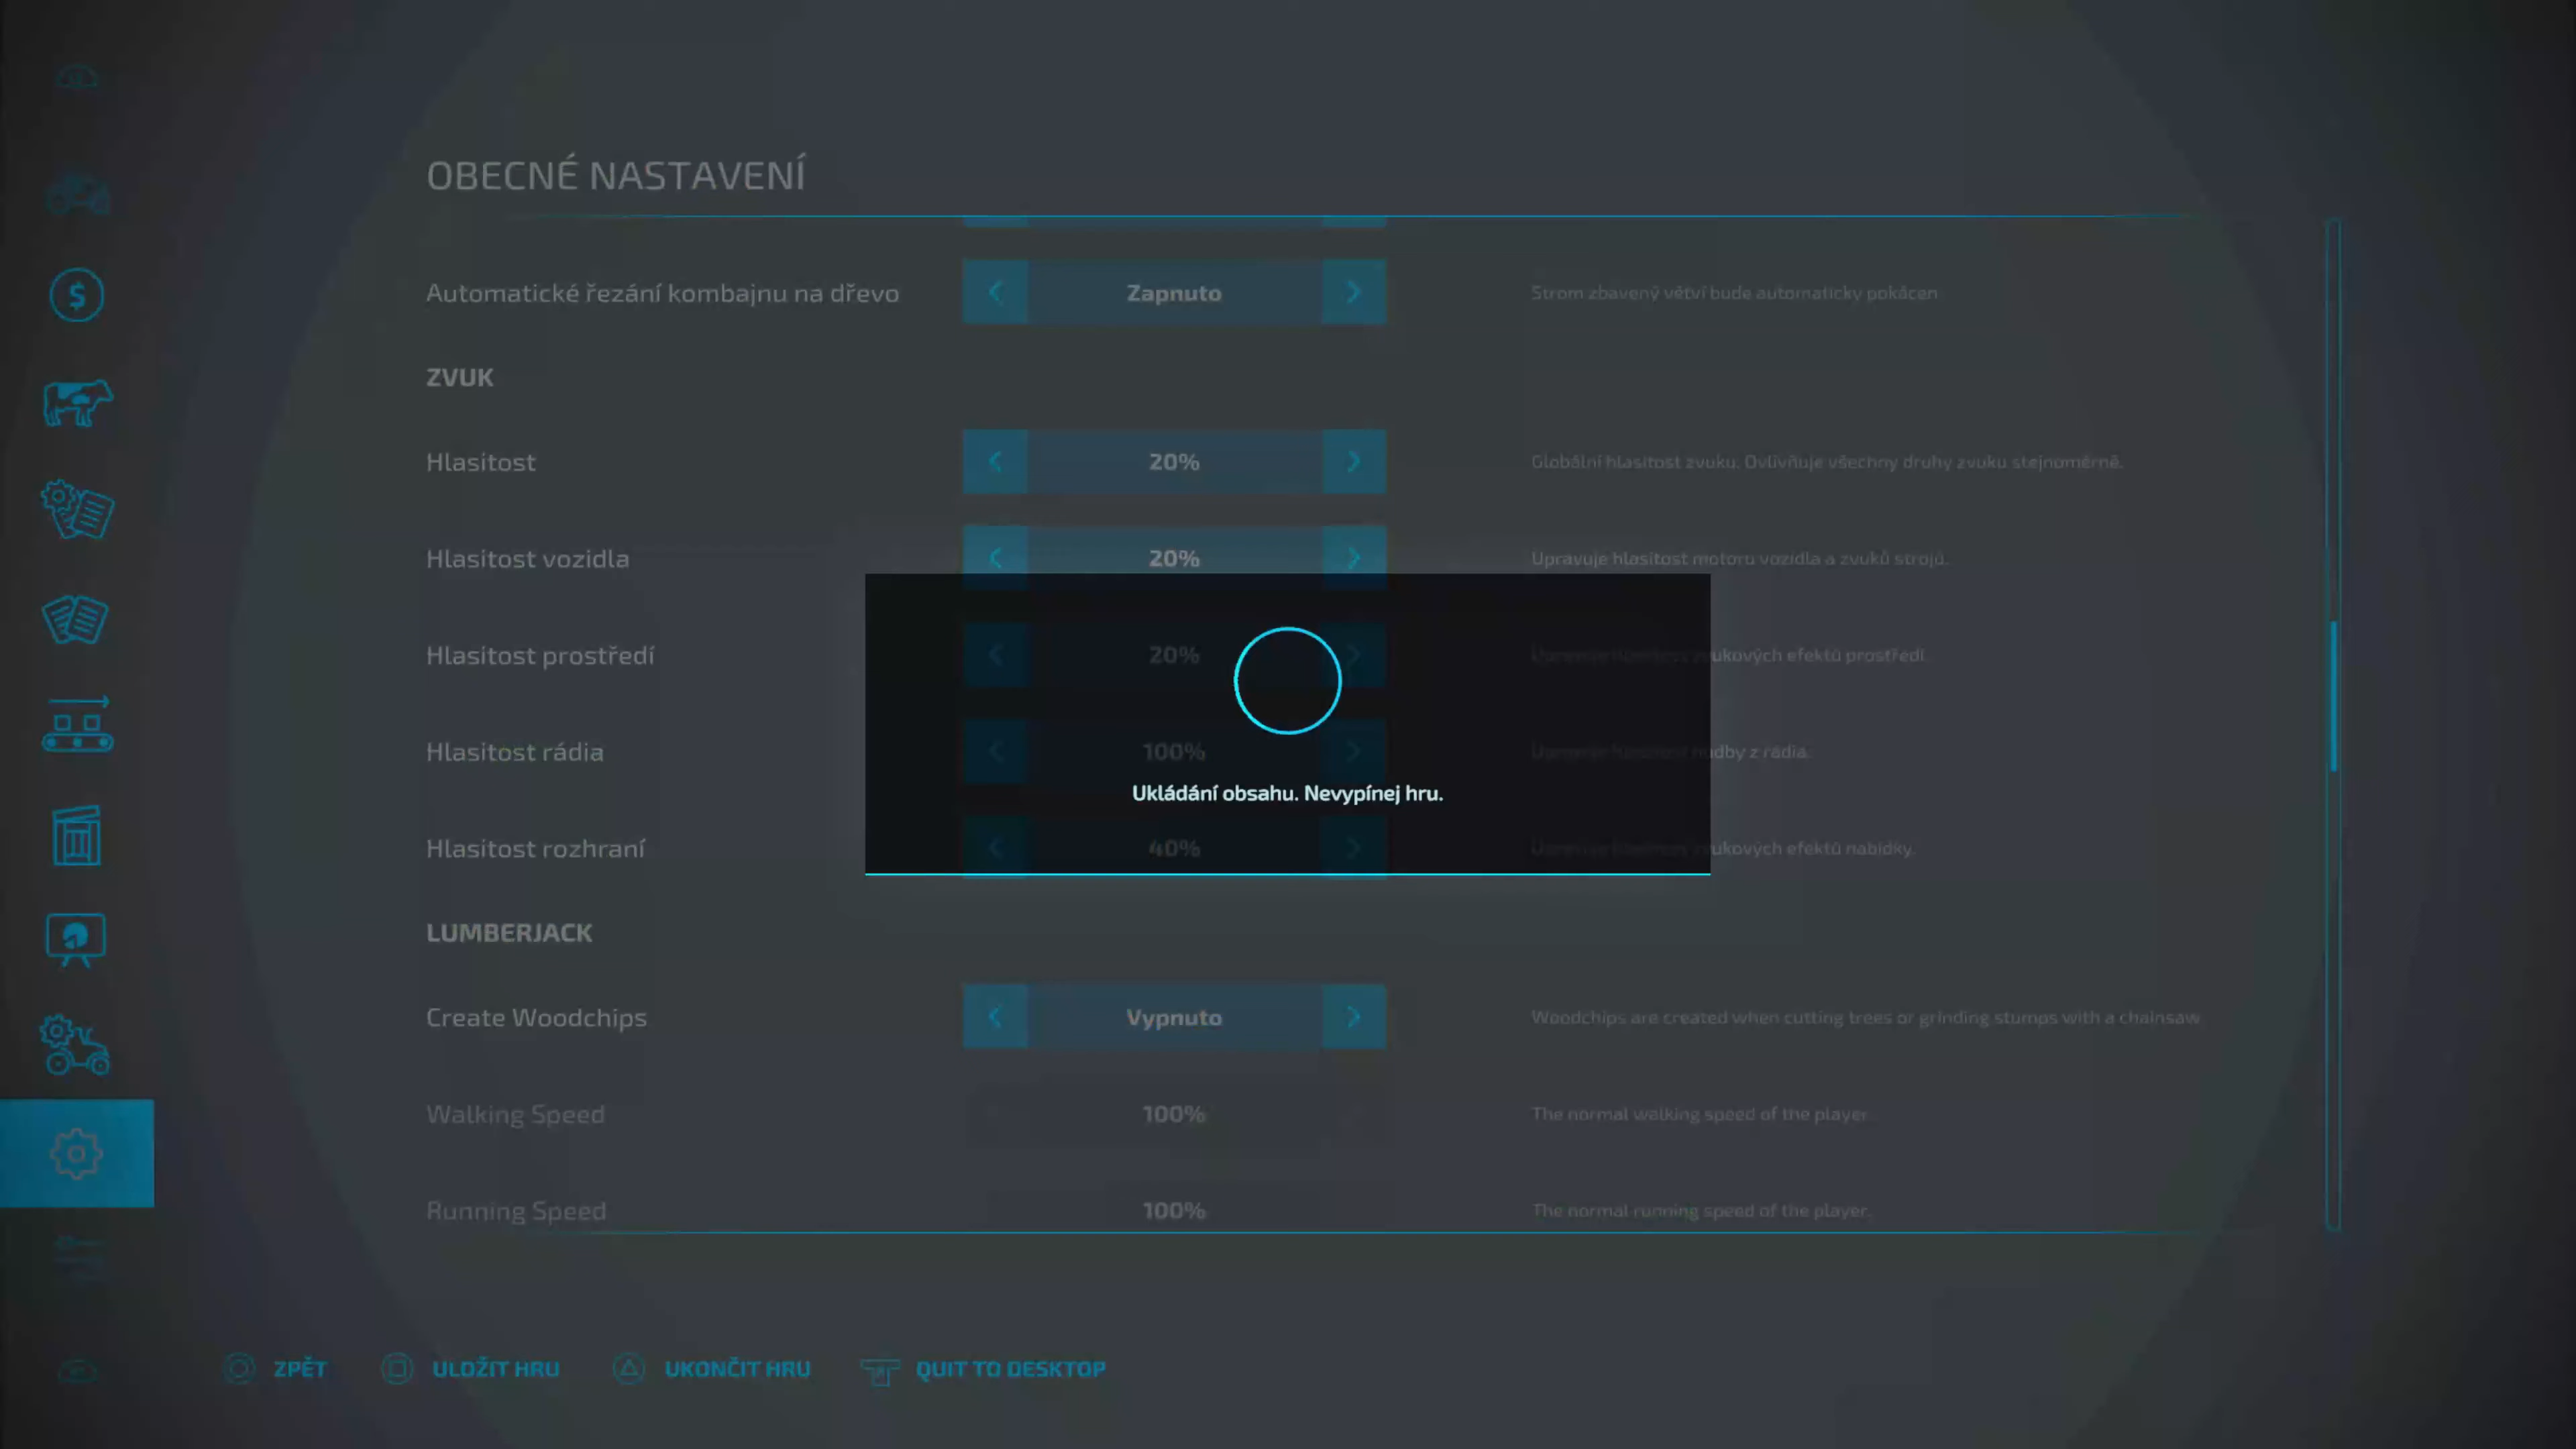 OBECNÉ NASTAVENÍ
Automatické řezání kombajnu na dřevo Zapnuto Strom zbavený větví bude automaticky pokácen
ZVUK
Hlasitost 20% Globální hlasitost zvuku. Ovlivňuje všechny druhy zvuku stejnoměrně.
Hlasitost vozidla 20% Upravuje hlasitost motoru vozidla a zvuků strojů.
Hlasitost prostředí 20% zvukových efektů prostředí.
Hlasitost rádia 100% hudby z rádia.
Ukládání obsahu. Nevypínej hru.
Hlasitost rozhraní 40% zvukových efektů nabídky.
LUMBERJACK
Create Woodchips Vypnuto Woodchips are created when cutting trees or grinding stumps with a chainsaw
Walking Speed 100% The normal walking speed of the player.
Running Speed 100% The normal running speed of the player.
ZPĚT ULOŽIT HRU UKONČIT HRU QUIT TO DESKTOP